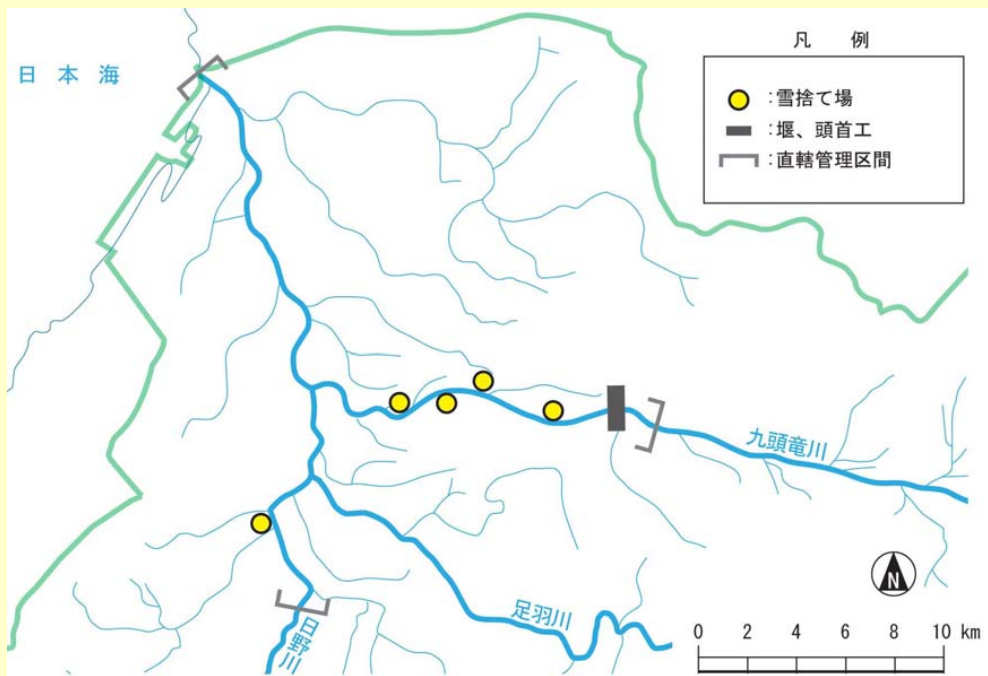 日本海
凡例
:雪捨て場
:堰、頭首工
:直轄管理区間
九頭竜川
足羽川
日野川
N
0 2 4 6 8 10 km